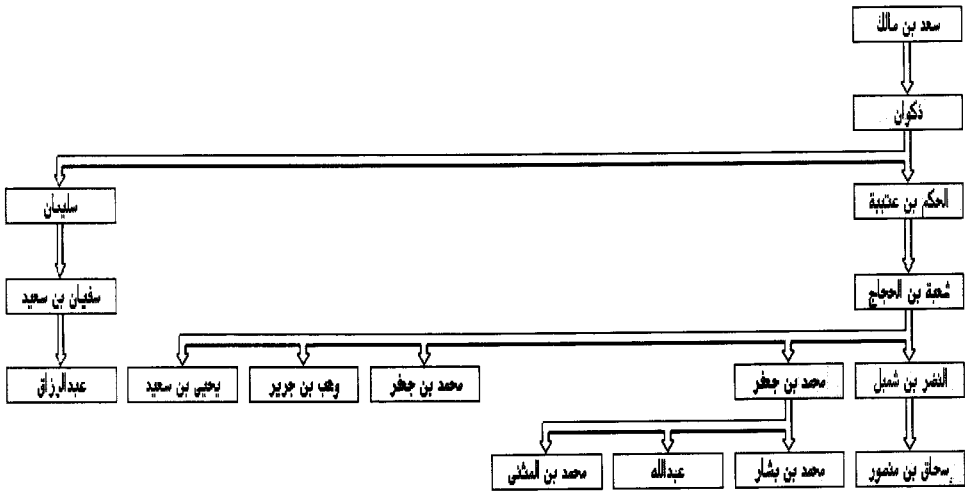 سعد بن مالك
ذكوان
الحكم بن عتيبة
سليمان
شعبة بن الحجاج
سفيان بن سعيد
النضر بن شميل
محمد بن جعفر
محمد بن جعفر
وهب بن جرير
يحيى بن سعيد
عبدالرزاق
سحاق بن منصور
محمد بن بشار
عبدالله
محمد بن المثنى